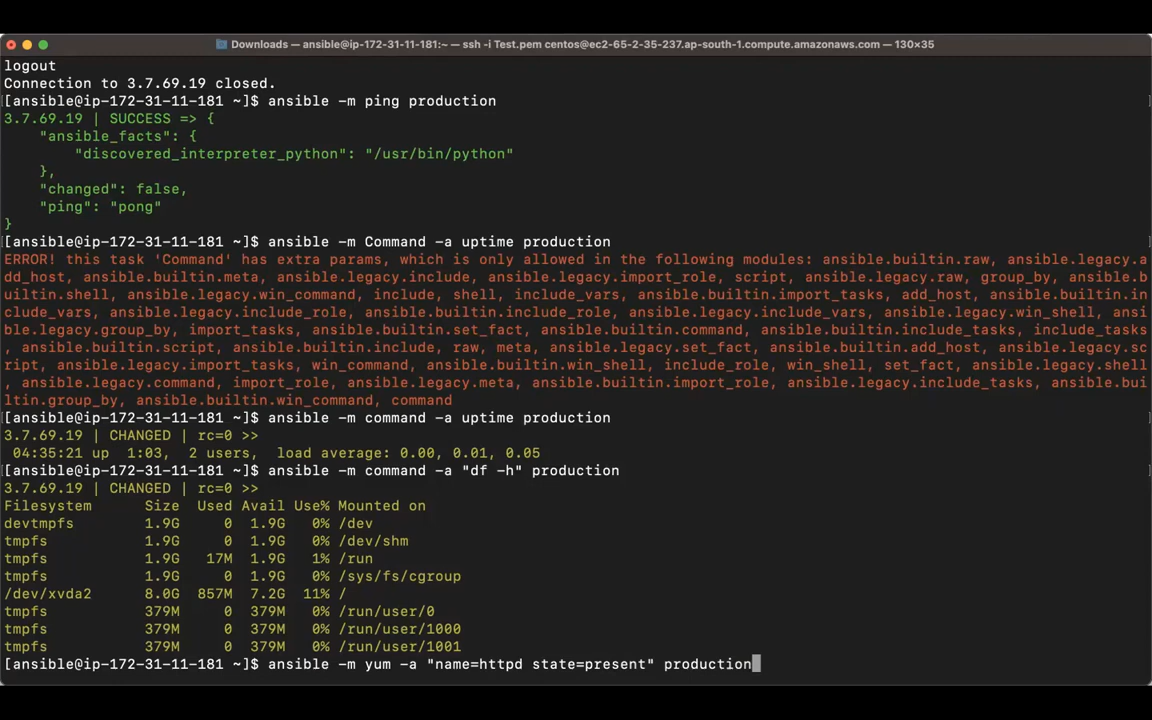 Downloads — ansible@ip-172-31-11-181:~ — ssh -i Test.pem centos@ec2-65-2-35-237.ap-south-1.compute.amazonaws.com — 130×35
logout
Connection to 3.7.69.19 closed.
[ansible@ip-172-31-11-181 ~]$ ansible -m ping production
3.7.69.19 | SUCCESS => {
    "ansible_facts": {
        "discovered_interpreter_python": "/usr/bin/python"
    },
    "changed": false,
    "ping": "pong"
}
[ansible@ip-172-31-11-181 ~]$ ansible -m Command -a uptime production
ERROR! this task 'Command' has extra params, which is only allowed in the following modules: ansible.builtin.raw, ansible.legacy.a
dd_host, ansible.builtin.meta, ansible.legacy.include, ansible.legacy.import_role, script, ansible.legacy.raw, group_by, ansible.b
uiltin.shell, ansible.legacy.win_command, include, shell, include_vars, ansible.builtin.import_tasks, add_host, ansible.builtin.in
clude_vars, ansible.legacy.include_role, ansible.builtin.include_role, ansible.legacy.include_vars, ansible.legacy.win_shell, ansi
ble.legacy.group_by, import_tasks, ansible.builtin.set_fact, ansible.builtin.command, ansible.builtin.include_tasks, include_tasks
, ansible.builtin.script, ansible.builtin.include, raw, meta, ansible.legacy.set_fact, ansible.builtin.add_host, ansible.legacy.sc
ript, ansible.legacy.import_tasks, win_command, ansible.builtin.win_shell, include_role, win_shell, set_fact, ansible.legacy.shell
, ansible.legacy.command, import_role, ansible.legacy.meta, ansible.builtin.import_role, ansible.legacy.include_tasks, ansible.bui
ltin.group_by, ansible.builtin.win_command, command
[ansible@ip-172-31-11-181 ~]$ ansible -m command -a uptime production
3.7.69.19 | CHANGED | rc=0 >>
 04:35:21 up  1:03,  2 users,  load average: 0.00, 0.01, 0.05
[ansible@ip-172-31-11-181 ~]$ ansible -m command -a "df -h" production
3.7.69.19 | CHANGED | rc=0 >>
Filesystem      Size  Used Avail Use% Mounted on
devtmpfs        1.9G     0  1.9G   0% /dev
tmpfs           1.9G     0  1.9G   0% /dev/shm
tmpfs           1.9G   17M  1.9G   1% /run
tmpfs           1.9G     0  1.9G   0% /sys/fs/cgroup
/dev/xvda2      8.0G  857M  7.2G  11% /
tmpfs           379M     0  379M   0% /run/user/0
tmpfs           379M     0  379M   0% /run/user/1000
tmpfs           379M     0  379M   0% /run/user/1001
[ansible@ip-172-31-11-181 ~]$ ansible -m yum -a "name=httpd state=present" production